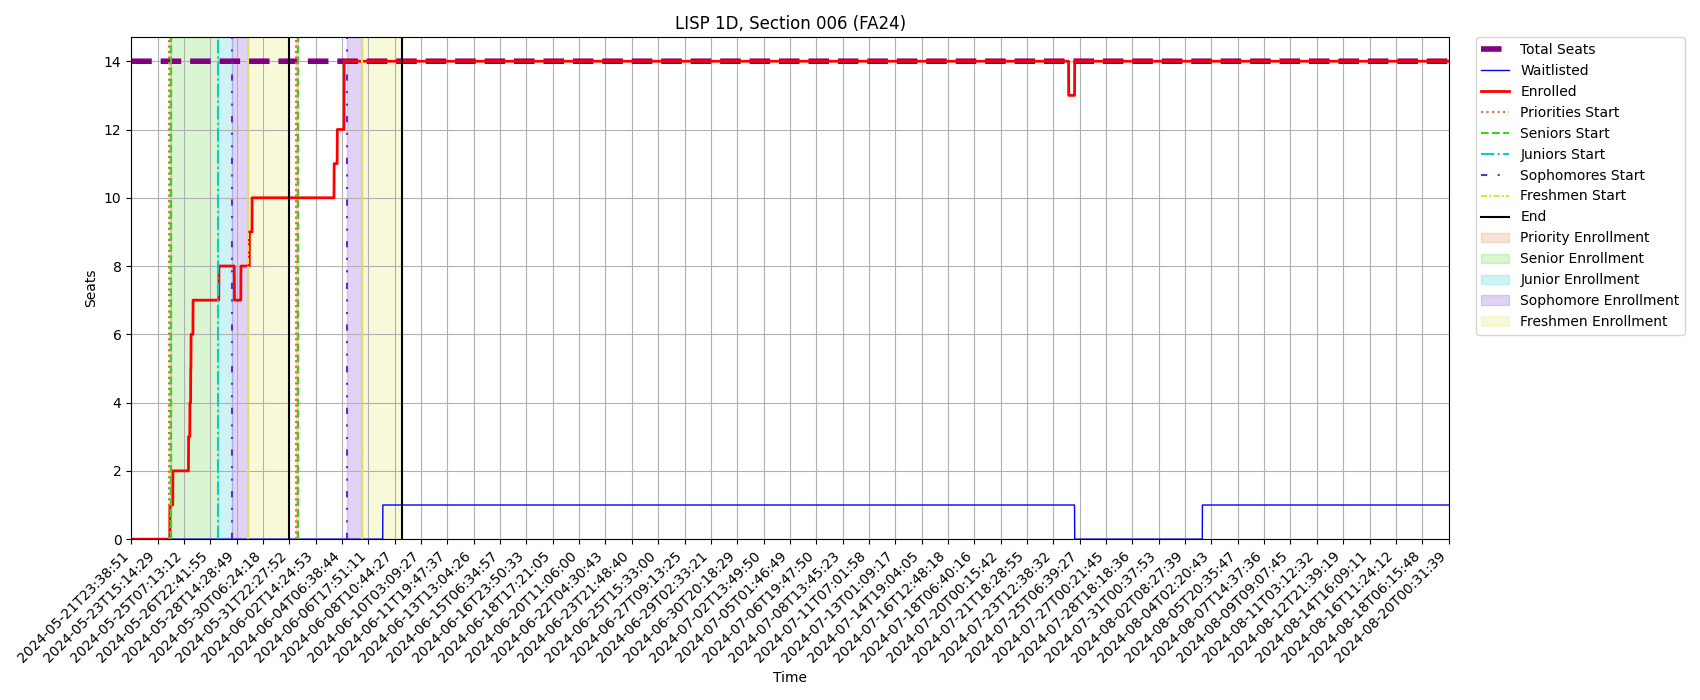 LISP 1D, Section 006 (FA24)
Seats
14
12
10
8
6
4
2
0
2024-05-21T23:38:51
2024-05-23T15:14:29
2024-05-25T07:13:12
2024-05-26T22:41:55
2024-05-28T14:28:49
2024-05-30T06:24:18
2024-05-31T22:27:52
2024-06-02T14:24:53
2024-06-04T06:38:44
2024-06-06T17:51:11
2024-06-08T10:44:27
2024-06-10T03:09:27
2024-06-11T19:47:37
2024-06-13T13:04:26
2024-06-15T06:34:57
2024-06-16T23:50:33
2024-06-18T17:21:05
2024-06-20T11:06:00
2024-06-22T04:30:43
2024-06-23T21:48:40
2024-06-25T15:33:00
2024-06-27T09:13:25
2024-06-29T02:33:21
2024-06-30T20:18:29
2024-07-02T13:49:50
2024-07-05T01:46:49
2024-07-06T19:47:50
2024-07-08T13:45:23
2024-07-11T07:01:58
2024-07-13T01:09:17
2024-07-14T19:04:05
2024-07-16T12:48:18
2024-07-18T06:40:16
2024-07-20T00:15:42
2024-07-21T18:28:55
2024-07-23T12:38:32
2024-07-25T06:39:27
2024-07-27T00:21:45
2024-07-28T18:18:36
2024-07-31T00:37:53
2024-08-02T08:27:39
2024-08-04T02:20:43
2024-08-05T20:35:47
2024-08-07T14:37:36
2024-08-09T09:07:45
2024-08-11T03:12:32
2024-08-12T21:39:19
2024-08-14T16:09:11
2024-08-16T11:24:12
2024-08-18T06:15:48
2024-08-20T00:31:39
Time
Total Seats
Waitlisted
Enrolled
Priorities Start
Seniors Start
Juniors Start
Sophomores Start
Freshmen Start
End
Priority Enrollment
Senior Enrollment
Junior Enrollment
Sophomore Enrollment
Freshmen Enrollment